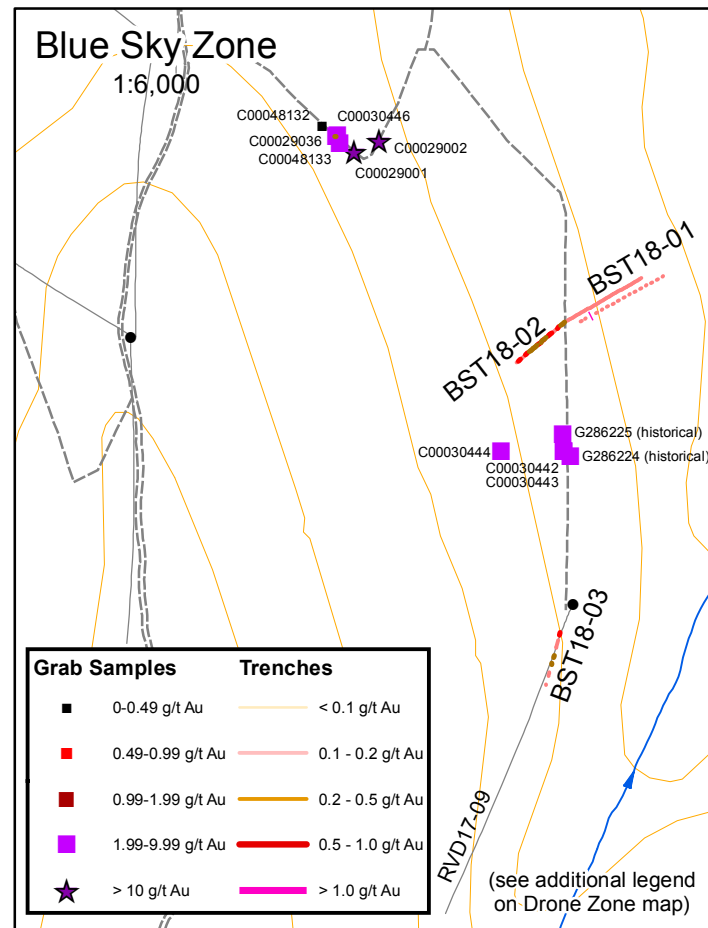 Blue Sky Zone
1:6,000
C00048132
C00030446
C00029036
C00029002
C00048133
C00029001
BST18-01
BST18-02
G286225 (historical)
C00030444
G286224 (historical)
C00030442
C00030443
BST18-03
RVD17-09
Grab Samples
Trenches
0-0.49 g/t Au
< 0.1 g/t Au
0.49-0.99 g/t Au
0.1 - 0.2 g/t Au
0.99-1.99 g/t Au
0.2 - 0.5 g/t Au
1.99-9.99 g/t Au
0.5 - 1.0 g/t Au
> 10 g/t Au
> 1.0 g/t Au
(see additional legend
on Drone Zone map)